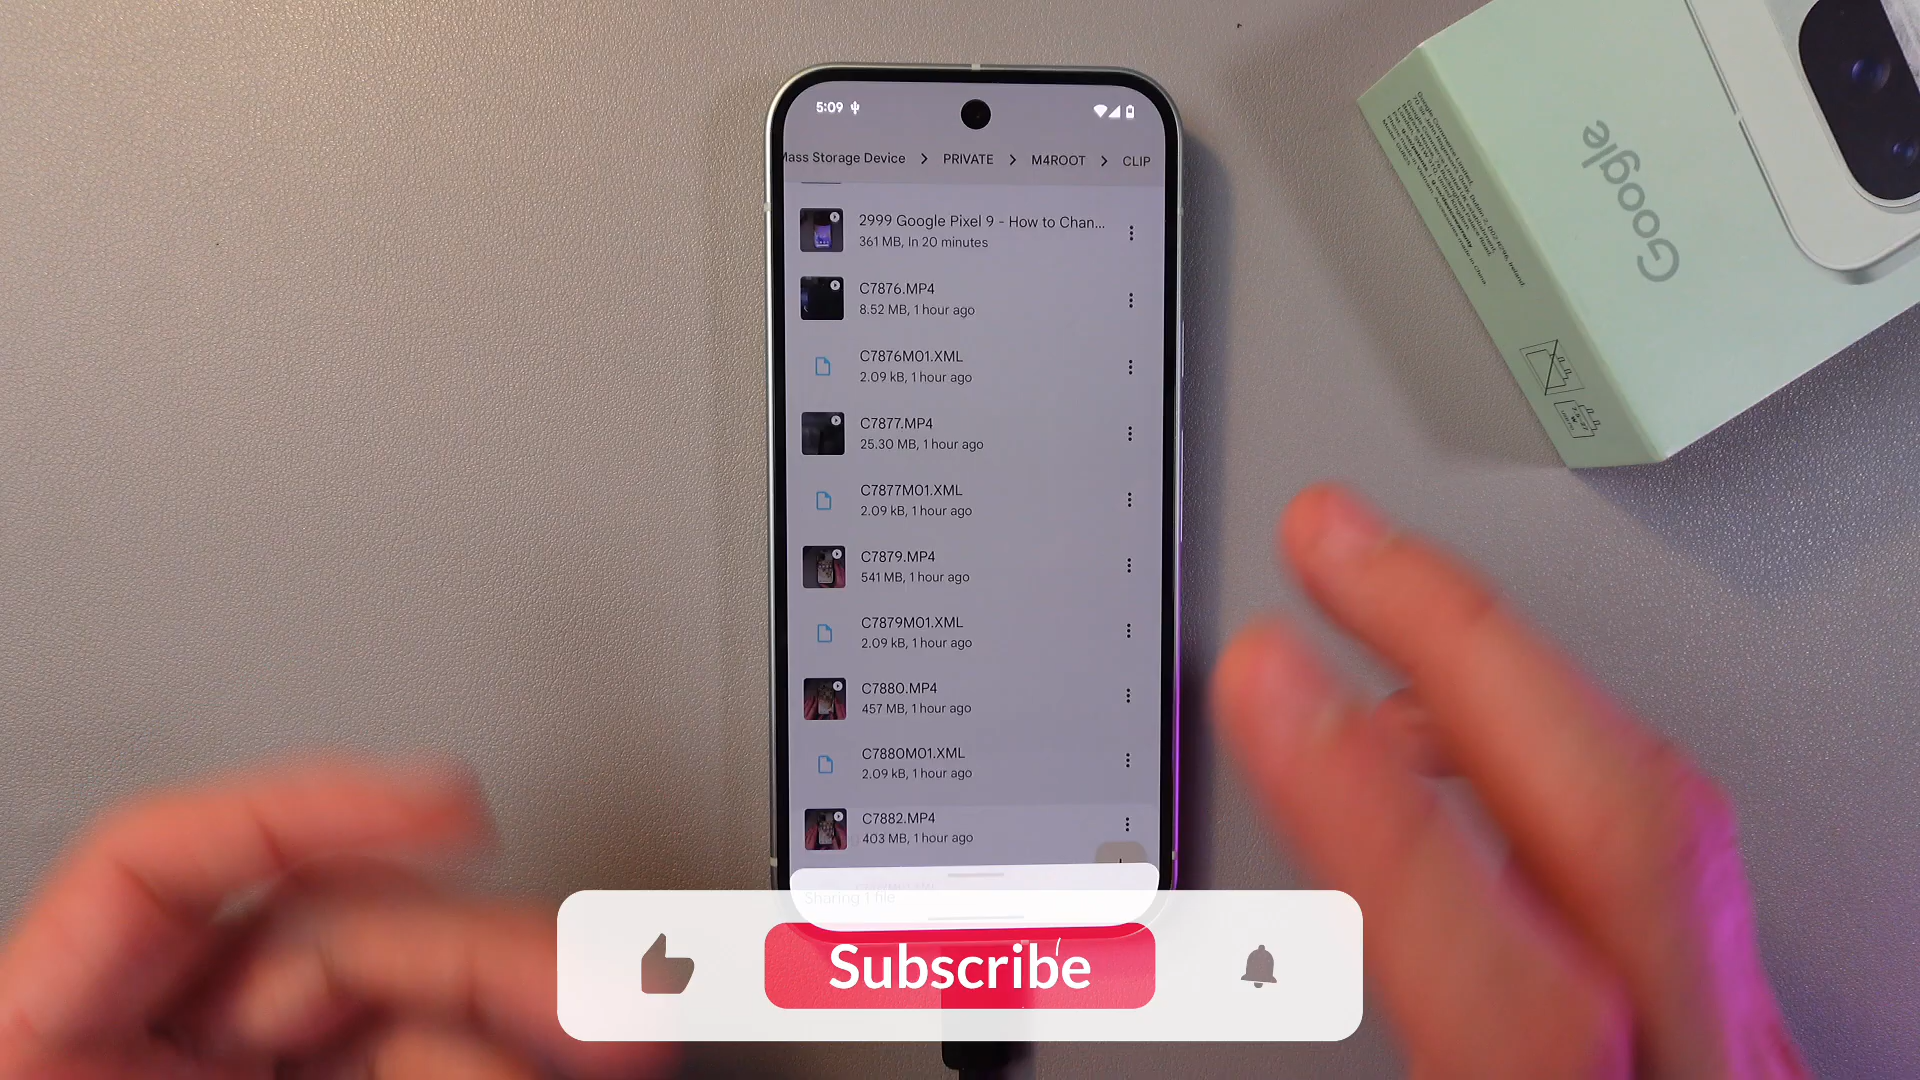 5:09
Mass Storage Device > PRIVATE > M4ROOT > CLIP
2999 Google Pixel 9 - How to Chan...
361 MB, In 20 minutes
C7876.MP4
8.52 MB, 1 hour ago
C7876M01.XML
2.09 kB, 1 hour ago
C7877.MP4
25.30 MB, 1 hour ago
C7877M01.XML
2.09 kB, 1 hour ago
C7879.MP4
541 MB, 1 hour ago
C7879M01.XML
2.09 kB, 1 hour ago
C7880.MP4
457 MB, 1 hour ago
C7880M01.XML
2.09 kB, 1 hour ago
C7882.MP4
403 MB, 1 hour ago
Sharing 1 file
Subscribe
Google